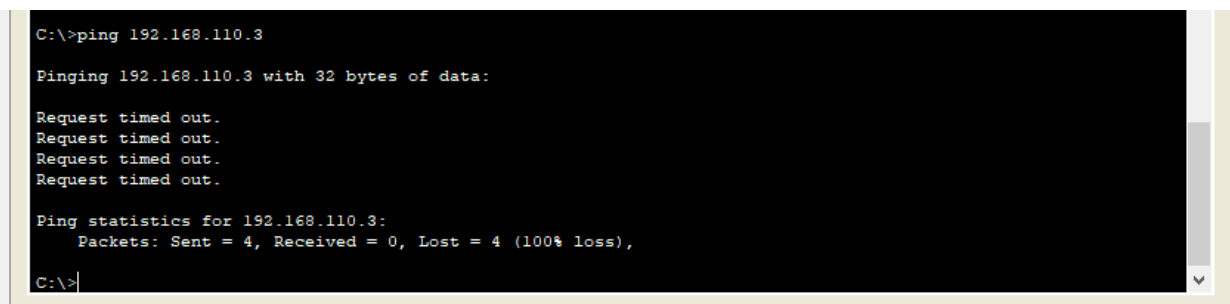 C:\>ping 192.168.110.3
Pinging 192.168.110.3 with 32 bytes of data:
Request timed out.
Request timed out.
Request timed out.
Request timed out.
Ping statistics for 192.168.110.3:
    Packets: Sent = 4, Received = 0, Lost = 4 (100% loss),
C:\>